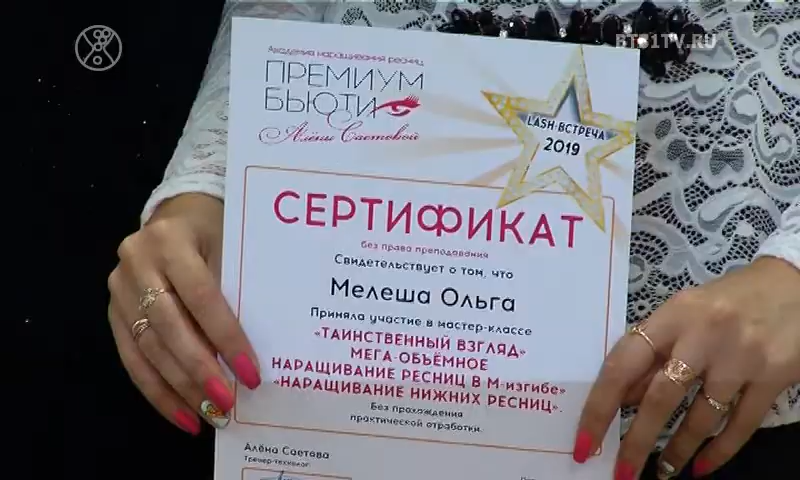 BTB1TV.RU
Академия наращивания ресниц
ПРЕМИУМ
БЬЮТИ
Алёны Саетовой
LASH-ВСТРЕЧА
2019
СЕРТИФИКАТ
без права преподавания
Свидетельствует о том, что
Мелеша Ольга
Приняла участие в мастер-классе
«ТАИНСТВЕННЫЙ ВЗГЛЯД»
МЕГА-ОБЪЁМНОЕ
НАРАЩИВАНИЕ РЕСНИЦ В М-изгибе»
«НАРАЩИВАНИЕ НИЖНИХ РЕСНИЦ».
Без прохождения
практической отработки.
Алёна Саетова
Тренер-технолог